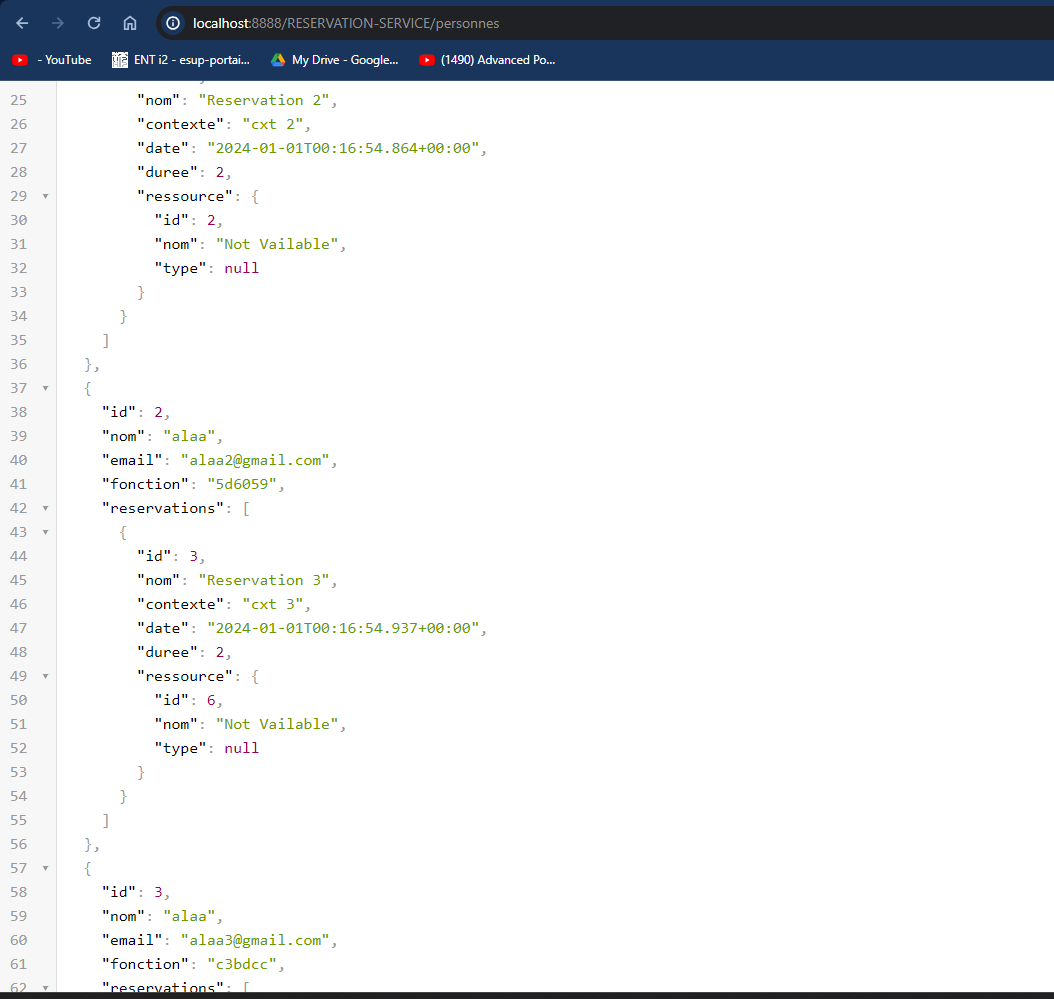 localhost:8888/RESERVATION-SERVICE/personnes
- YouTube ENT i2 - esup-portai... My Drive - Google... (1490) Advanced Po...
25 "nom": "Reservation 2",
26 "contexte": "cxt 2",
27 "date": "2024-01-01T00:16:54.864+00:00",
28 "duree": 2,
29 "ressource": {
30 "id": 2,
31 "nom": "Not Vailable",
32 "type": null
33 }
34 }
35 ]
36 },
37 {
38 "id": 2,
39 "nom": "alaa",
40 "email": "alaa2@gmail.com",
41 "fonction": "5d6059",
42 "reservations": [
43 {
44 "id": 3,
45 "nom": "Reservation 3",
46 "contexte": "cxt 3",
47 "date": "2024-01-01T00:16:54.937+00:00",
48 "duree": 2,
49 "ressource": {
50 "id": 6,
51 "nom": "Not Vailable",
52 "type": null
53 }
54 }
55 ]
56 },
57 {
58 "id": 3,
59 "nom": "alaa",
60 "email": "alaa3@gmail.com",
61 "fonction": "c3bdcc",
62 "reservations": [